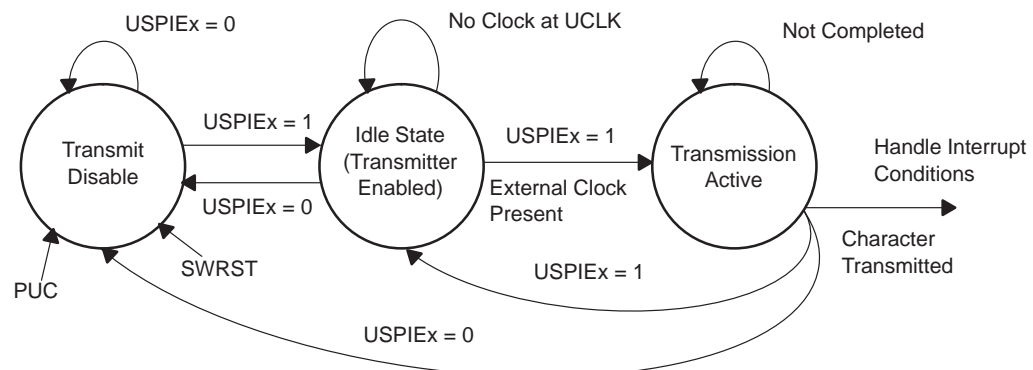 USPIEx = 0
No Clock at UCLK
Not Completed
Transmit
Disable
USPIEx = 1
USPIEx = 0
Idle State
(Transmitter
Enabled)
USPIEx = 1
External Clock
Present
Transmission
Active
Handle Interrupt
Conditions
Character
Transmitted
PUC
SWRST
USPIEx = 1
USPIEx = 0